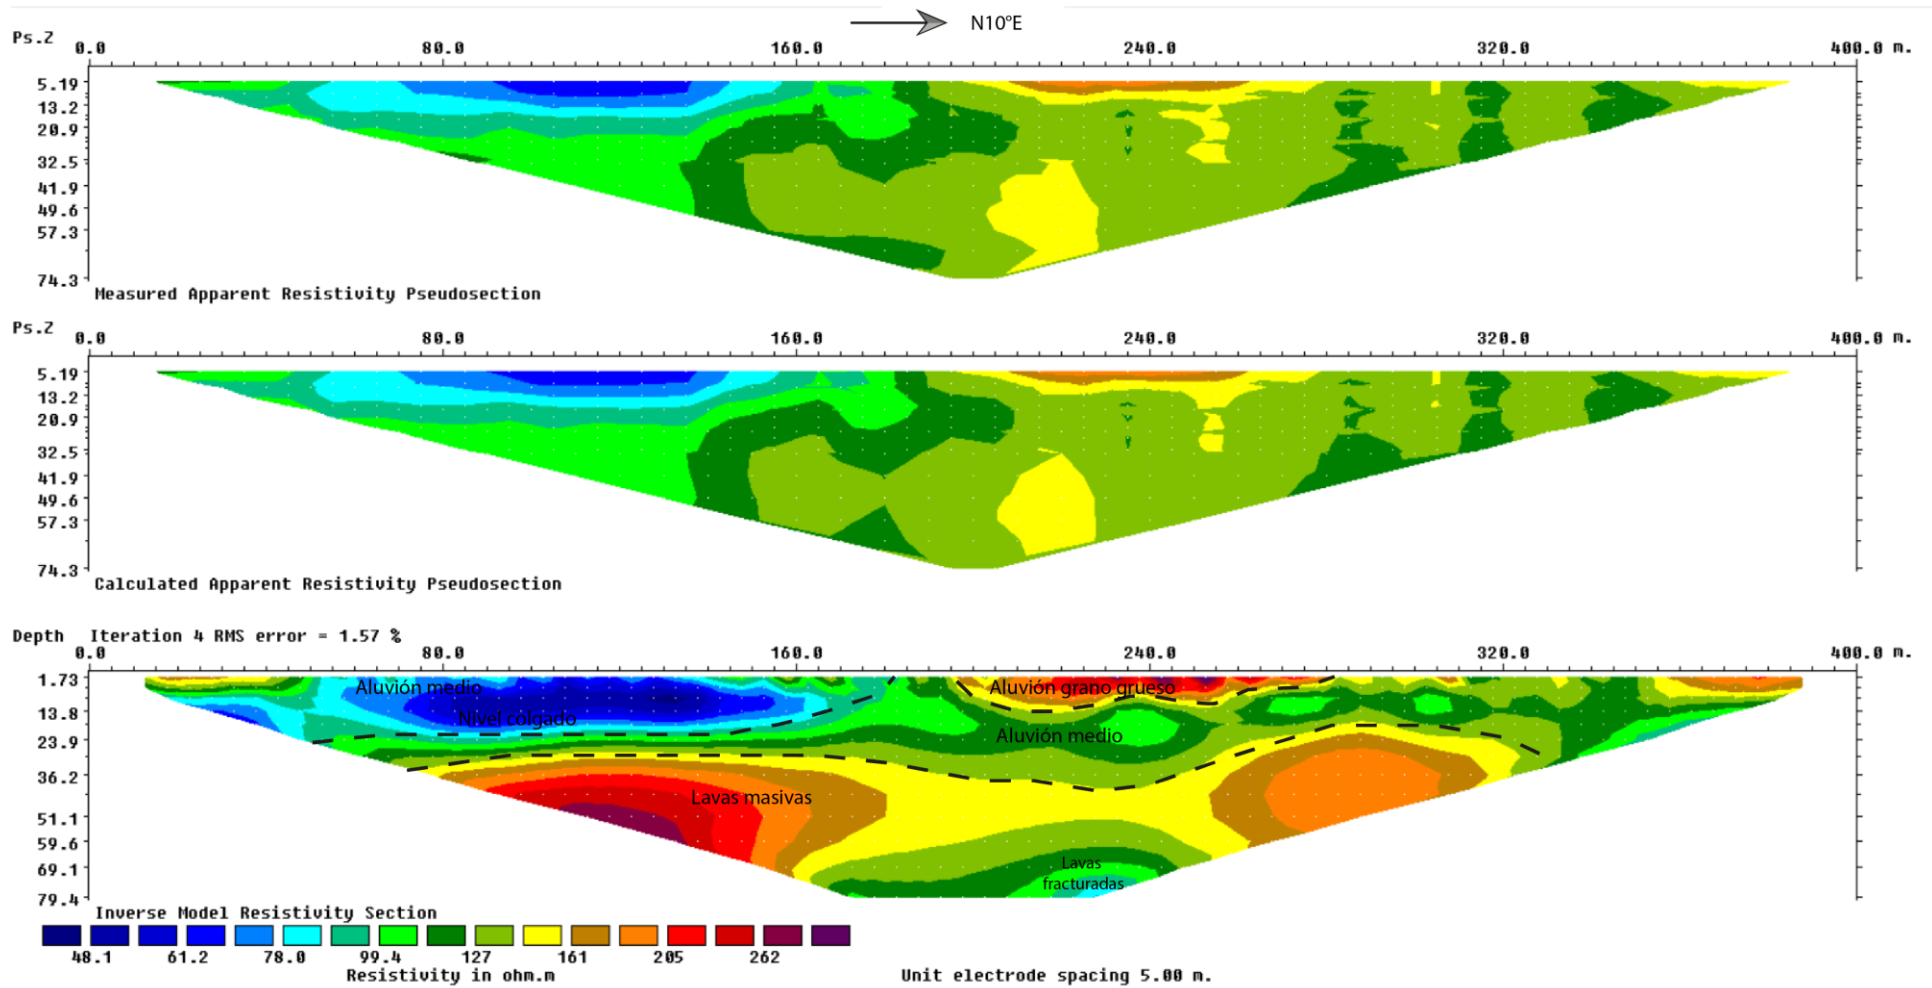 N10°E
Ps.Z 0.0 80.0 160.0 240.0 320.0 400.0 m.
5.19
13.2
20.9
32.5
41.9
49.6
57.3
74.3
Measured Apparent Resistivity Pseudosection
Ps.Z 0.0 80.0 160.0 240.0 320.0 400.0 m.
5.19
13.2
20.9
32.5
41.9
49.6
57.3
74.3
Calculated Apparent Resistivity Pseudosection
Depth Iteration 4 RMS error = 1.57 %
0.0 80.0 160.0 240.0 320.0 400.0 m.
1.73
Aluvión medio Aluvión grano grueso
13.8
Nivel colgado
Aluvión medio
23.9
36.2
Lavas masivas
51.1
59.6
69.1
Lavas
fracturadas
79.4
Inverse Model Resistivity Section
48.1 61.2 78.0 99.4 127 161 205 262
Resistivity in ohm.m Unit electrode spacing 5.00 m.